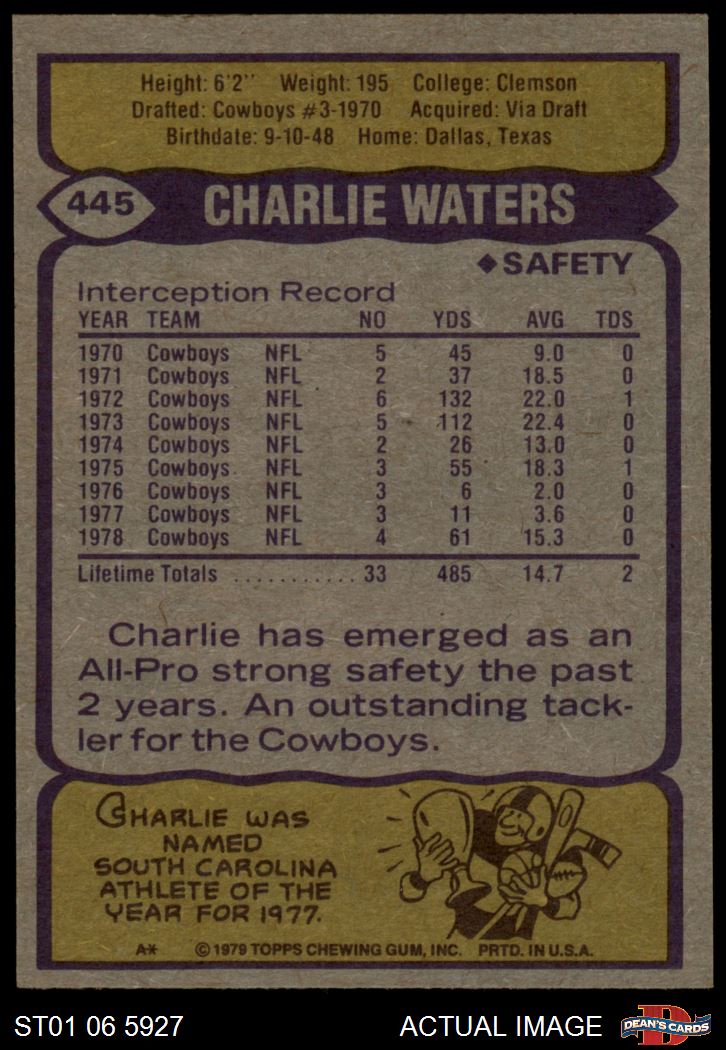 Height: 6'2'' Weight: 195 College: Clemson
Drafted: Cowboys #3-1970 Acquired: Via Draft
Birthdate: 9-10-48 Home: Dallas, Texas
445 CHARLIE WATERS
◆SAFETY
Interception Record
YEAR TEAM NO YDS AVG TDS
1970 Cowboys NFL 5 45 9.0 0
1971 Cowboys NFL 2 37 18.5 0
1972 Cowboys NFL 6 132 22.0 1
1973 Cowboys NFL 5 112 22.4 0
1974 Cowboys NFL 2 26 13.0 0
1975 Cowboys NFL 3 55 18.3 1
1976 Cowboys NFL 3 6 2.0 0
1977 Cowboys NFL 3 11 3.6 0
1978 Cowboys NFL 4 61 15.3 0
Lifetime Totals ........... 33 485 14.7 2
Charlie has emerged as an
All-Pro strong safety the past
2 years. An outstanding tack-
ler for the Cowboys.
CHARLIE WAS
NAMED
SOUTH CAROLINA
ATHLETE OF THE
YEAR FOR 1977.
A* © 1979 TOPPS CHEWING GUM, INC. PRTD. IN U.S.A.
ST01 06 5927 ACTUAL IMAGE
D
DEAN'S CARDS